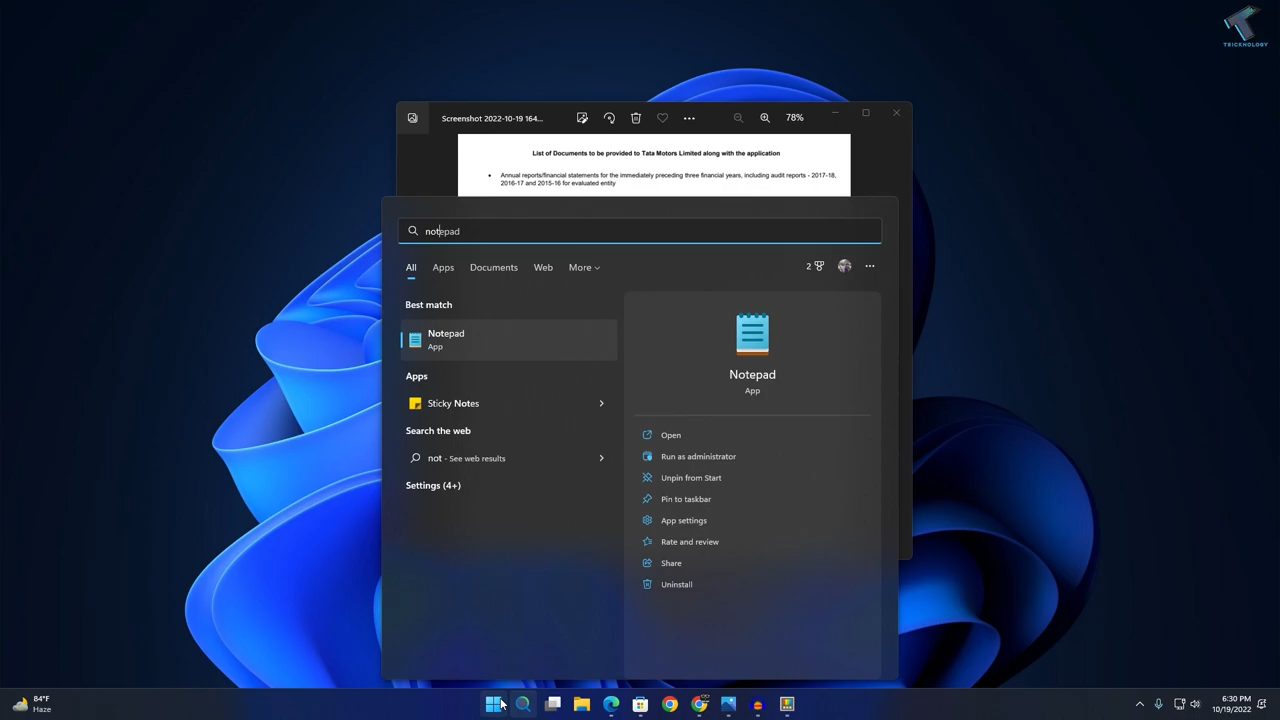 TRICKNOLOGY
Screenshot 2022-10-19 164...
78%
List of Documents to be provided to Tata Motors Limited along with the application
• Annual reports/financial statements for the immediately preceding three financial years, including audit reports - 2017-18,
2016-17 and 2015-16 for evaluated entity
notepad
All
Apps
Documents
Web
More
2
Best match
Notepad
App
Apps
Sticky Notes
Search the web
not - See web results
Settings (4+)
Notepad
App
Open
Run as administrator
Unpin from Start
Pin to taskbar
App settings
Rate and review
Share
Uninstall
84°F
Haze
6:30 PM
10/19/2022